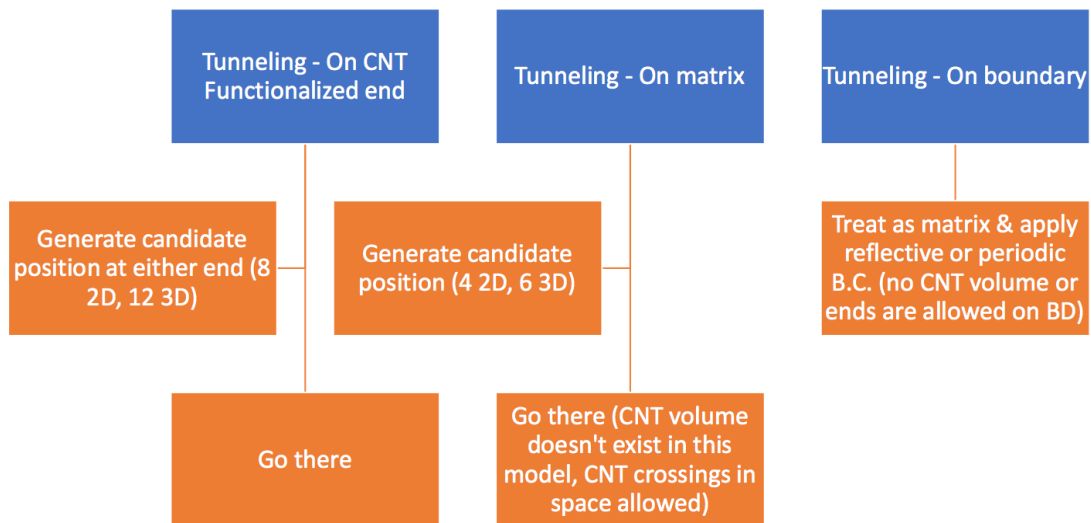 Tunneling - On CNT
Functionalized end
Generate candidate
position at either end (8
2D, 12 3D)
Go there
Tunneling - On matrix
Generate candidate
position (4 2D, 6 3D)
Go there (CNT volume
doesn't exist in this
model, CNT crossings in
space allowed)
Tunneling - On boundary
Treat as matrix & apply
reflective or periodic
B.C. (no CNT volume or
ends are allowed on BD)